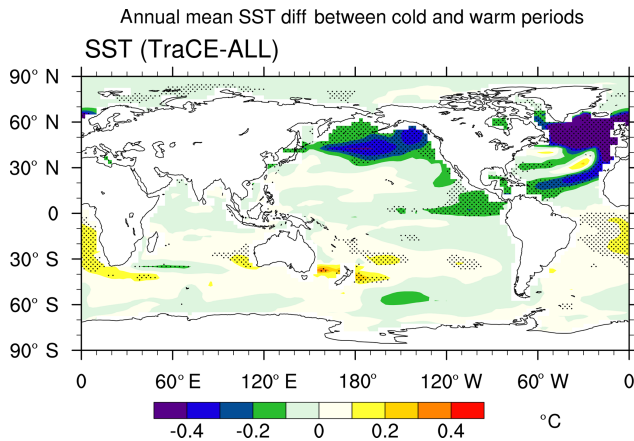 Annual mean SST diff between cold and warm periods
SST (TraCE-ALL)
90° N
60° N
30° N
0
30° S
60° S
90° S
0 60° E 120° E 180° 120° W 60° W 0
-0.4 -0.2 0 0.2 0.4 °C